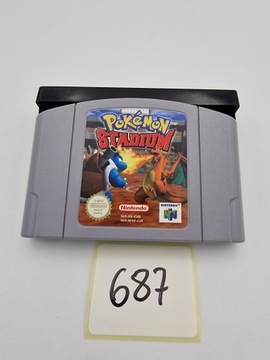 POKéMON
STADIUM
Nintendo
NINTENDO 64
687